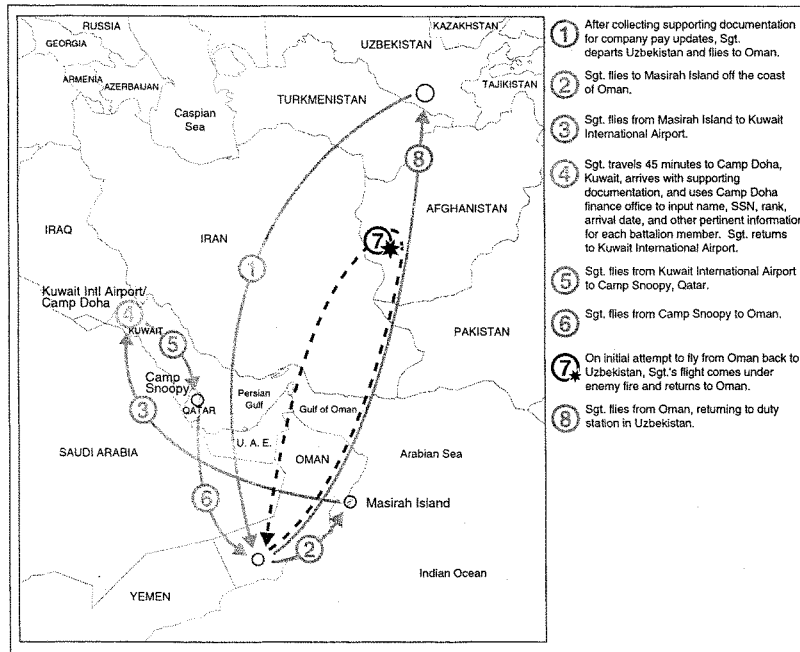 RUSSIA
KAZAKHSTAN
GEORGIA
UZBEKISTAN
ARMENIA
AZERBAIJAN
TURKMENISTAN
TAJIKISTAN
Caspian
Sea
8
AFGHANISTAN
IRAQ
IRAN
7
1
Kuwait Intl Airport/
Camp Doha
4
KUWAIT
5
PAKISTAN
Camp
Snoopy
QATAR
Persian
Gulf
Gulf of Oman
3
U. A. E.
SAUDI ARABIA
OMAN
Arabian Sea
6
Masirah Island
2
Indian Ocean
YEMEN
1 After collecting supporting documentation
for company pay updates, Sgt.
departs Uzbekistan and flies to Oman.
2 Sgt. flies to Masirah Island off the coast
of Oman.
3 Sgt. flies from Masirah Island to Kuwait
International Airport.
4 Sgt. travels 45 minutes to Camp Doha,
Kuwait, arrives with supporting
documentation, and uses Camp Doha
finance office to input name, SSN, rank,
arrival date, and other pertinent information
for each battalion member. Sgt. returns
to Kuwait International Airport.
5 Sgt. flies from Kuwait International Airport
to Camp Snoopy, Qatar.
6 Sgt. flies from Camp Snoopy to Oman.
7 On initial attempt to fly from Oman back to
Uzbekistan, Sgt.'s flight comes under
enemy fire and returns to Oman.
8 Sgt. flies from Oman, returning to duty
station in Uzbekistan.